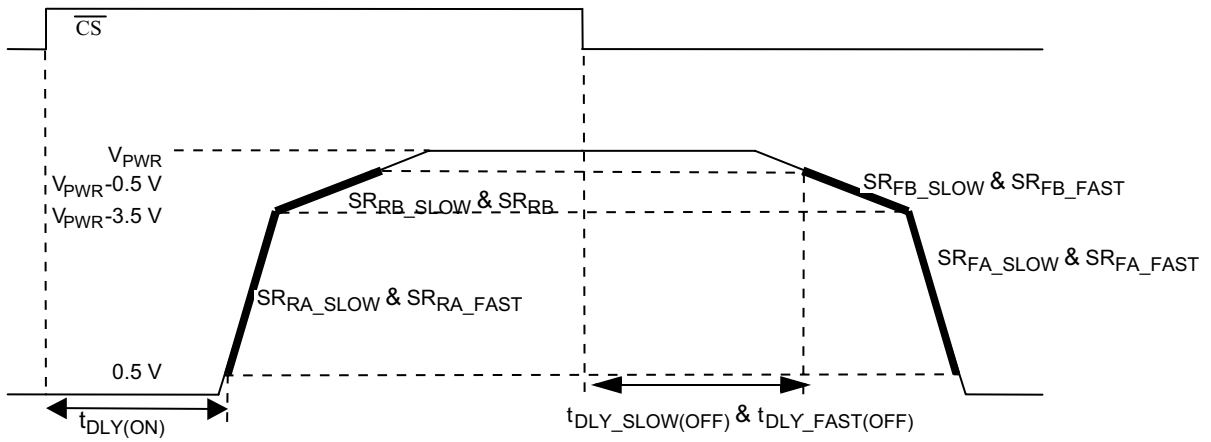 CS
VPWR
VPWR-0.5 V
VPWR-3.5 V
SRRB_SLOW & SRRB
SRFB_SLOW & SRFB_FAST
SRFA_SLOW & SRFA_FAST
SRRA_SLOW & SRRA_FAST
0.5 V
tDLY(ON)
tDLY_SLOW(OFF) & tDLY_FAST(OFF)